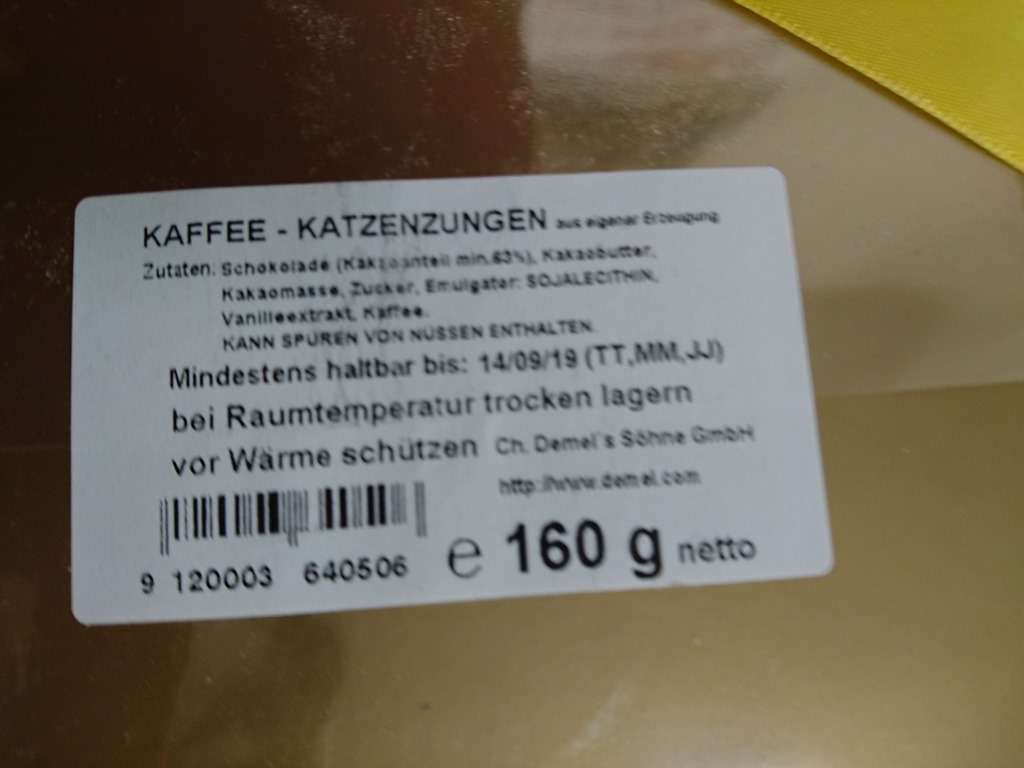 KAFFEE - KATZENZUNGEN aus eigener Erzeugung
Zutaten: Schokolade (Kakaoanteil min.63%), Kakaobutter,
Kakaomasse, Zucker, Emulgator: SOJALECITHIN,
Vanilleextrakt, Kaffee.
KANN SPUREN VON NÜSSEN ENTHALTEN.
Mindestens haltbar bis: 14/09/19 (TT,MM,JJ)
bei Raumtemperatur trocken lagern
vor Wärme schützen Ch. Demel´s Söhne GmbH
http://www.demel.com
9 120003 640506 e 160 g netto